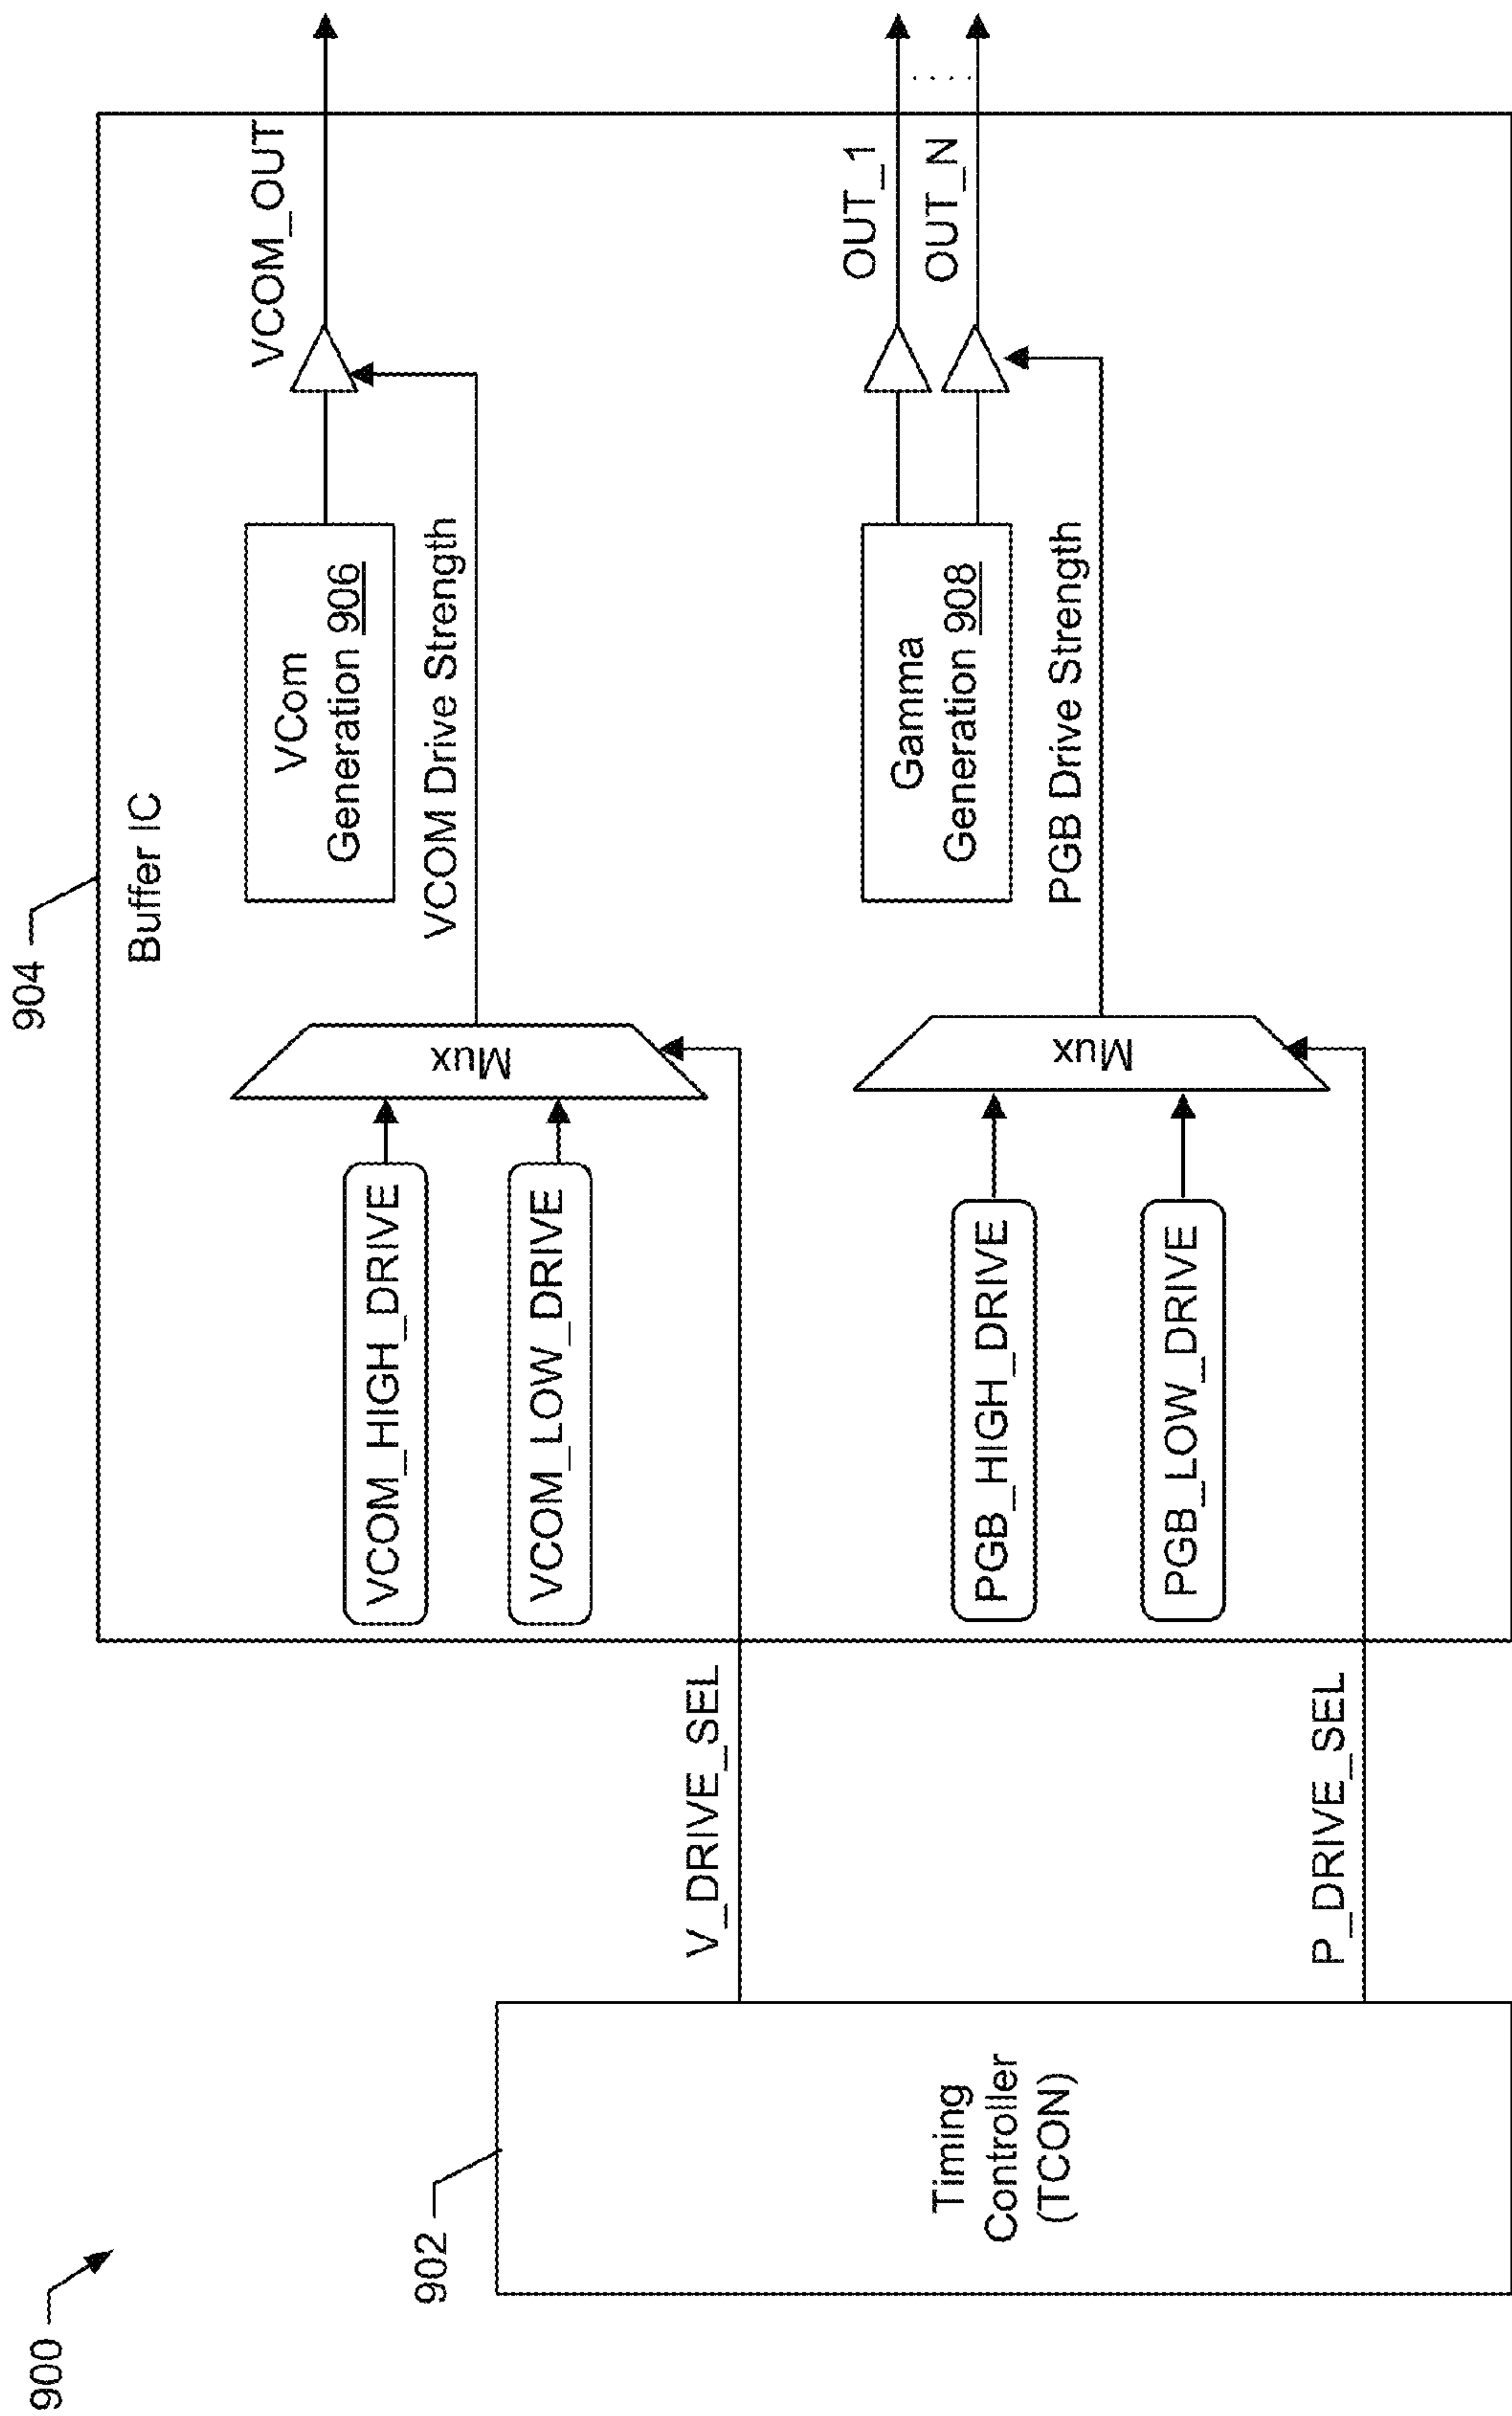 900
902
Timing
Controller
(TCON)
V_DRIVE_SEL
P_DRIVE_SEL
904
Buffer IC
VCOM_HIGH_DRIVE
VCOM_LOW_DRIVE
Mux
VCOM Drive Strength
VCom
Generation 906
VCOM_OUT
PGB_HIGH_DRIVE
PGB_LOW_DRIVE
Mux
PGB Drive Strength
Gamma
Generation 908
OUT_1
OUT_N